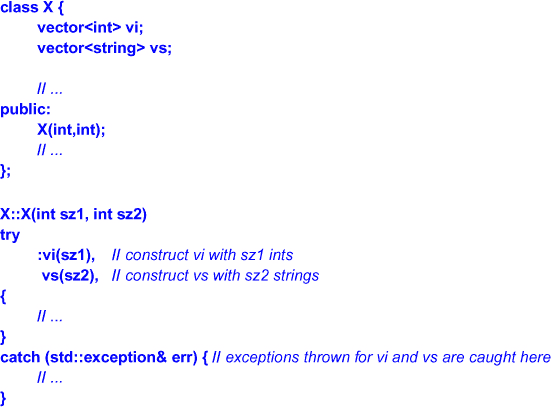 class X {
vector<int> vi;
vector<string> vs;
// ...
public:
X(int,int);
// ...
};
X::X(int sz1, int sz2)
try
:vi(sz1), // construct vi with sz1 ints
vs(sz2), // construct vs with sz2 strings
{
// ...
}
catch (std::exception& err) { // exceptions thrown for vi and vs are caught here
// ...
}